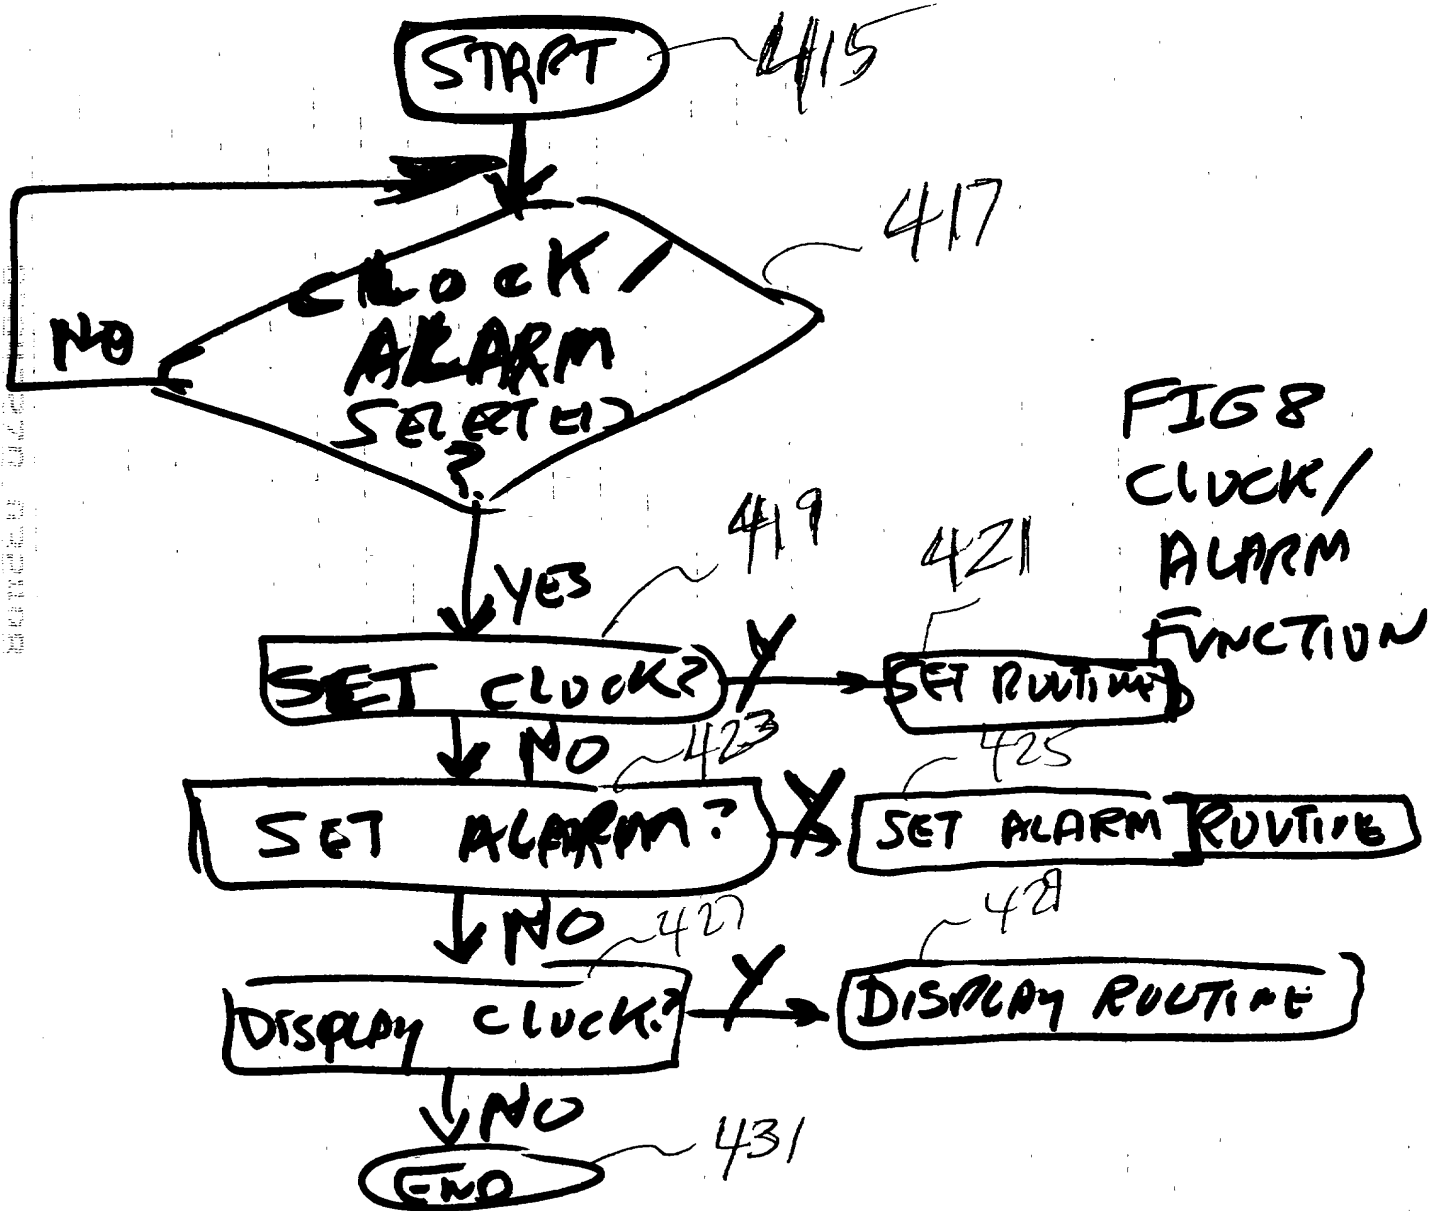 START
415
417
CLOCK/
ALARM
SELECTED
?
NO
FIG 8
CLOCK/
ALARM
FUNCTION
YES
419
421
SET CLOCK?
Y
SET ROUTINE
NO
423
425
SET ALARM?
Y
SET ALARM ROUTINE
NO
427
429
DISPLAY CLOCK?
Y
DISPLAY ROUTINE
NO
431
END